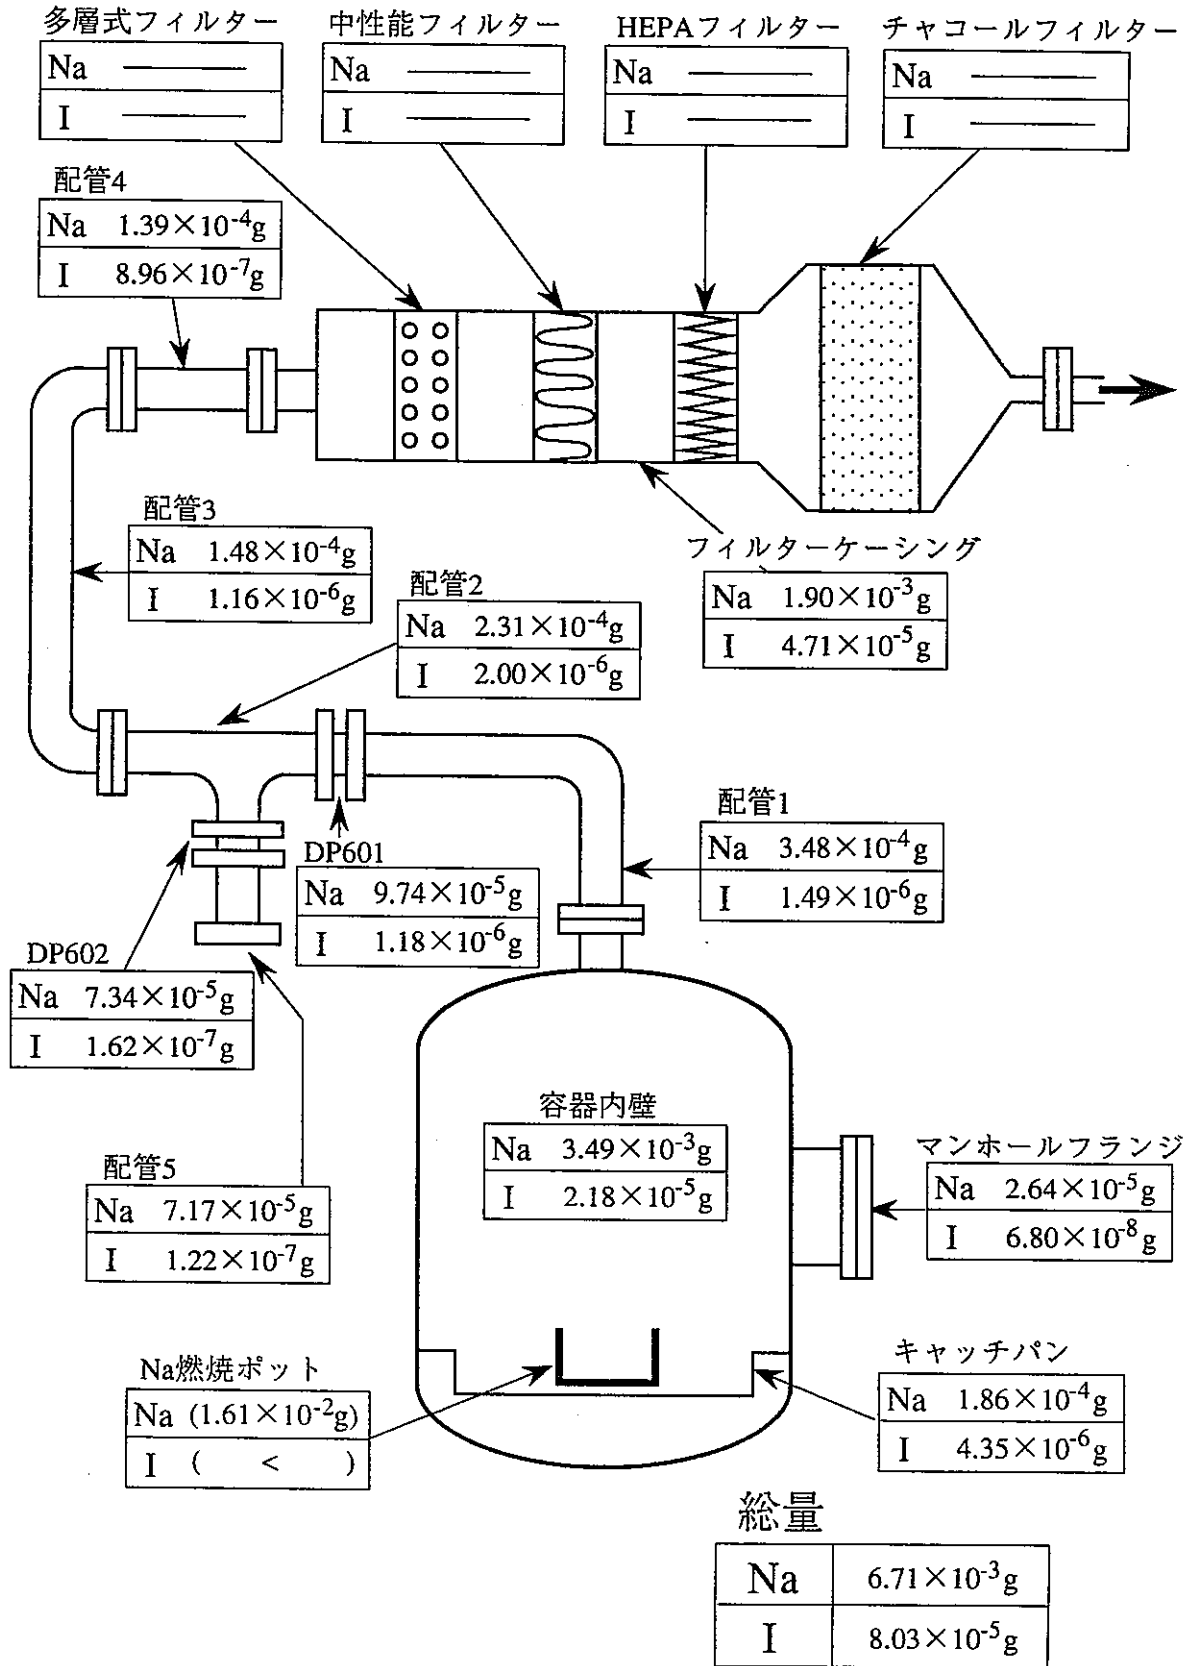 多層式フィルター
Na ———
I ———
中性能フィルター
Na ———
I ———
HEPAフィルター
Na ———
I ———
チャコールフィルター
Na ———
I ———
配管4
Na 1.39×10⁻⁴g
I 8.96×10⁻⁷g
配管3
Na 1.48×10⁻⁴g
I 1.16×10⁻⁶g
配管2
Na 2.31×10⁻⁴g
I 2.00×10⁻⁶g
フィルターケーシング
Na 1.90×10⁻³g
I 4.71×10⁻⁵g
配管1
Na 3.48×10⁻⁴g
I 1.49×10⁻⁶g
DP601
Na 9.74×10⁻⁵g
I 1.18×10⁻⁶g
DP602
Na 7.34×10⁻⁵g
I 1.62×10⁻⁷g
配管5
Na 7.17×10⁻⁵g
I 1.22×10⁻⁷g
容器内壁
Na 3.49×10⁻³g
I 2.18×10⁻⁵g
マンホールフランジ
Na 2.64×10⁻⁵g
I 6.80×10⁻⁸g
Na燃焼ポット
Na (1.61×10⁻²g)
I ( < )
キャッチパン
Na 1.86×10⁻⁴g
I 4.35×10⁻⁶g
総量
Na 6.71×10⁻³g
I 8.03×10⁻⁵g